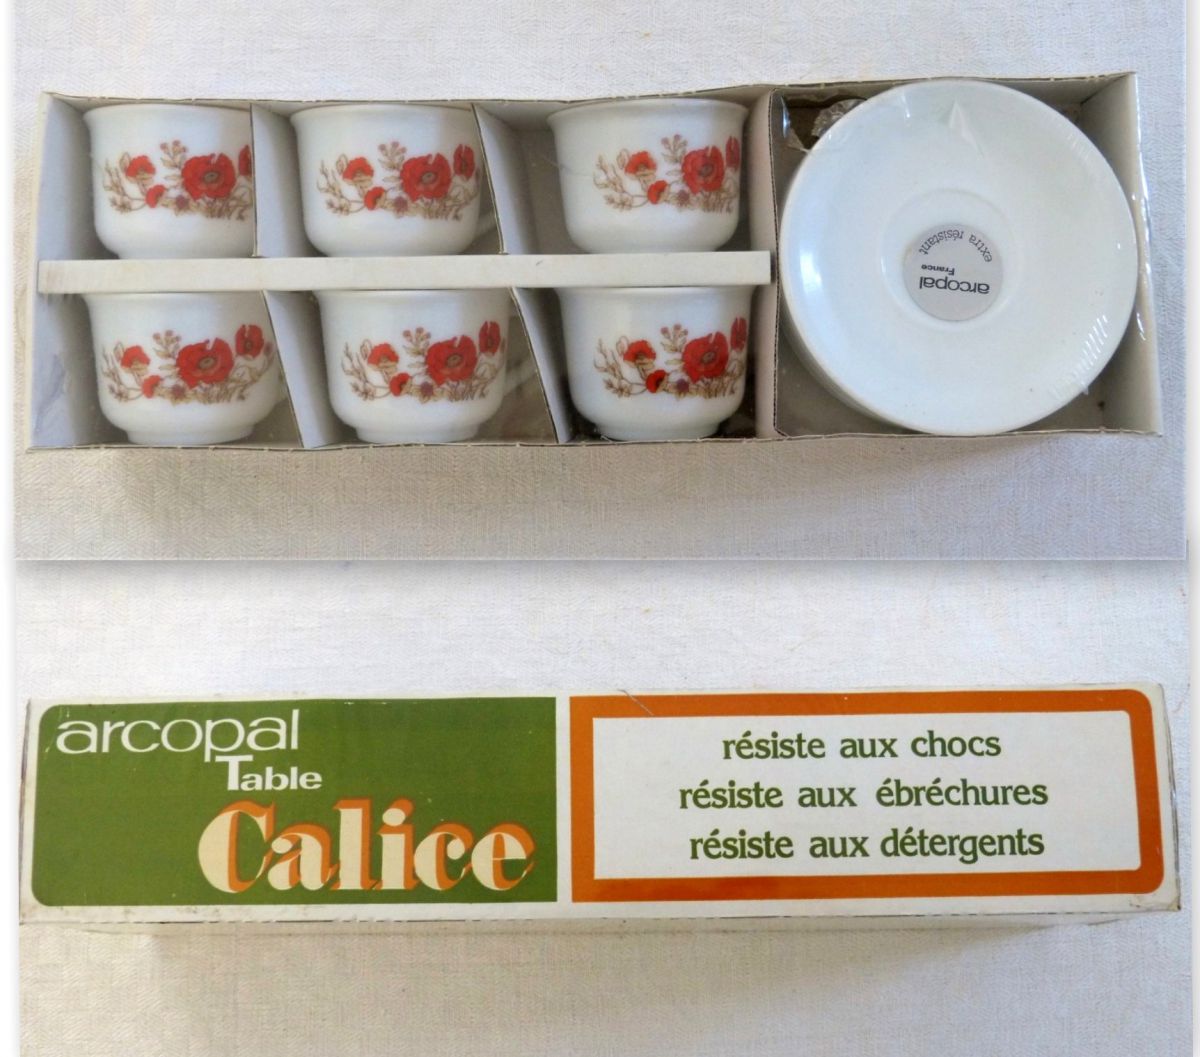 extra résistant
France
arcopal
arcopal
Table
Calice
résiste aux chocs
résiste aux ébréchures
résiste aux détergents